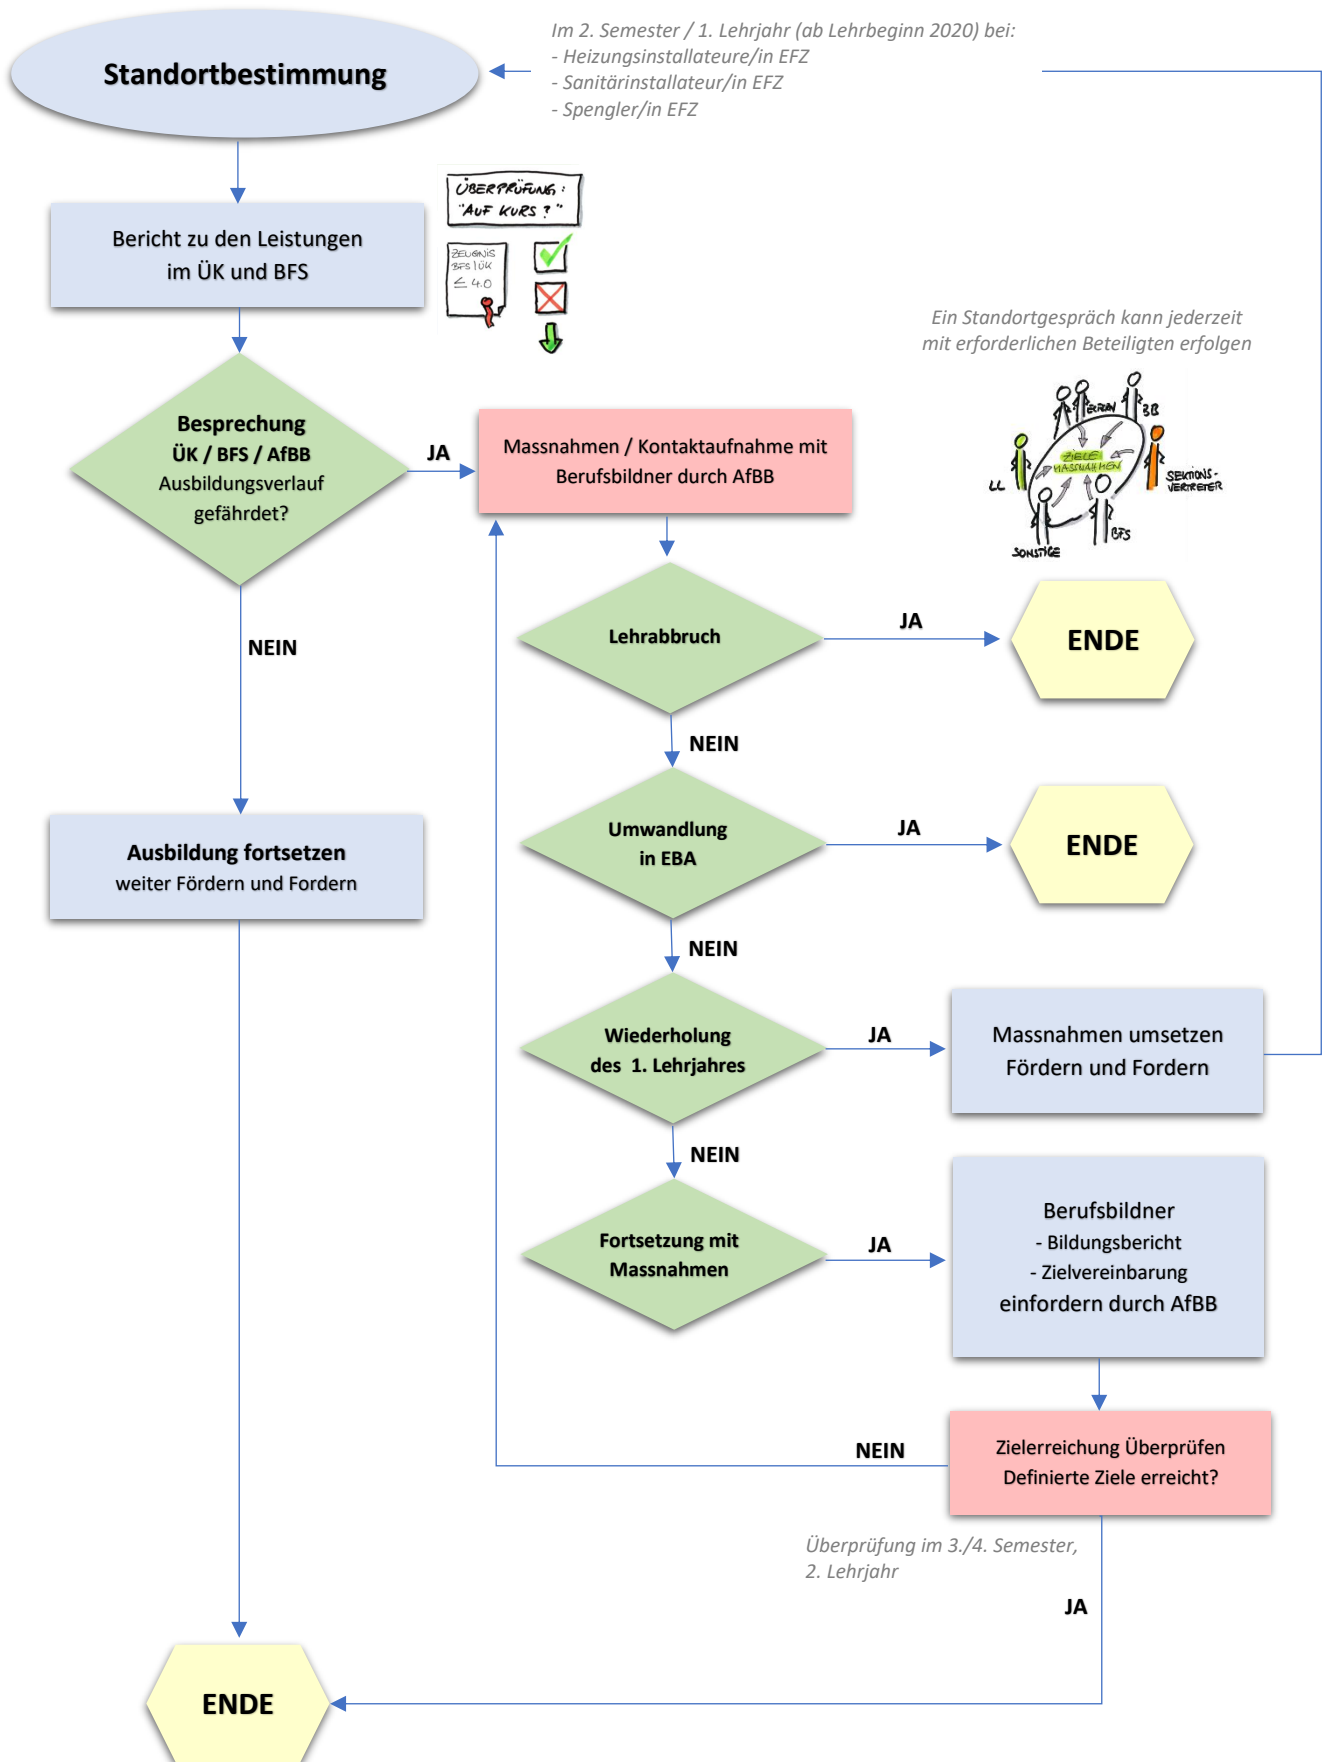 Im 2. Semester / 1. Lehrjahr (ab Lehrbeginn 2020) bei:
- Heizungsinstallateure/in EFZ
- Sanitärinstallateur/in EFZ
- Spengler/in EFZ
Standortbestimmung
Bericht zu den Leistungen
im ÜK und BFS
ÜBERPRÜFUNG:
"AUF KURS?"
ZEUGNIS
BFS/ÜK
≤ 4.0
Ein Standortgespräch kann jederzeit
mit erforderlichen Beteiligten erfolgen
ELTERN
BB
ZIELE
MASSNAHMEN
LL
SEKTIONS-
VERTRETER
BFS
SONSTIGE
Besprechung
ÜK / BFS / AfBB
Ausbildungsverlauf
gefährdet?
JA
Massnahmen / Kontaktaufnahme mit
Berufsbildner durch AfBB
NEIN
Lehrabbruch
JA
ENDE
NEIN
Umwandlung
in EBA
JA
ENDE
Ausbildung fortsetzen
weiter Fördern und Fordern
NEIN
Wiederholung
des 1. Lehrjahres
JA
Massnahmen umsetzen
Fördern und Fordern
NEIN
Fortsetzung mit
Massnahmen
JA
Berufsbildner
- Bildungsbericht
- Zielvereinbarung
einfordern durch AfBB
NEIN
Zielerreichung Überprüfen
Definierte Ziele erreicht?
Überprüfung im 3./4. Semester,
2. Lehrjahr
JA
ENDE